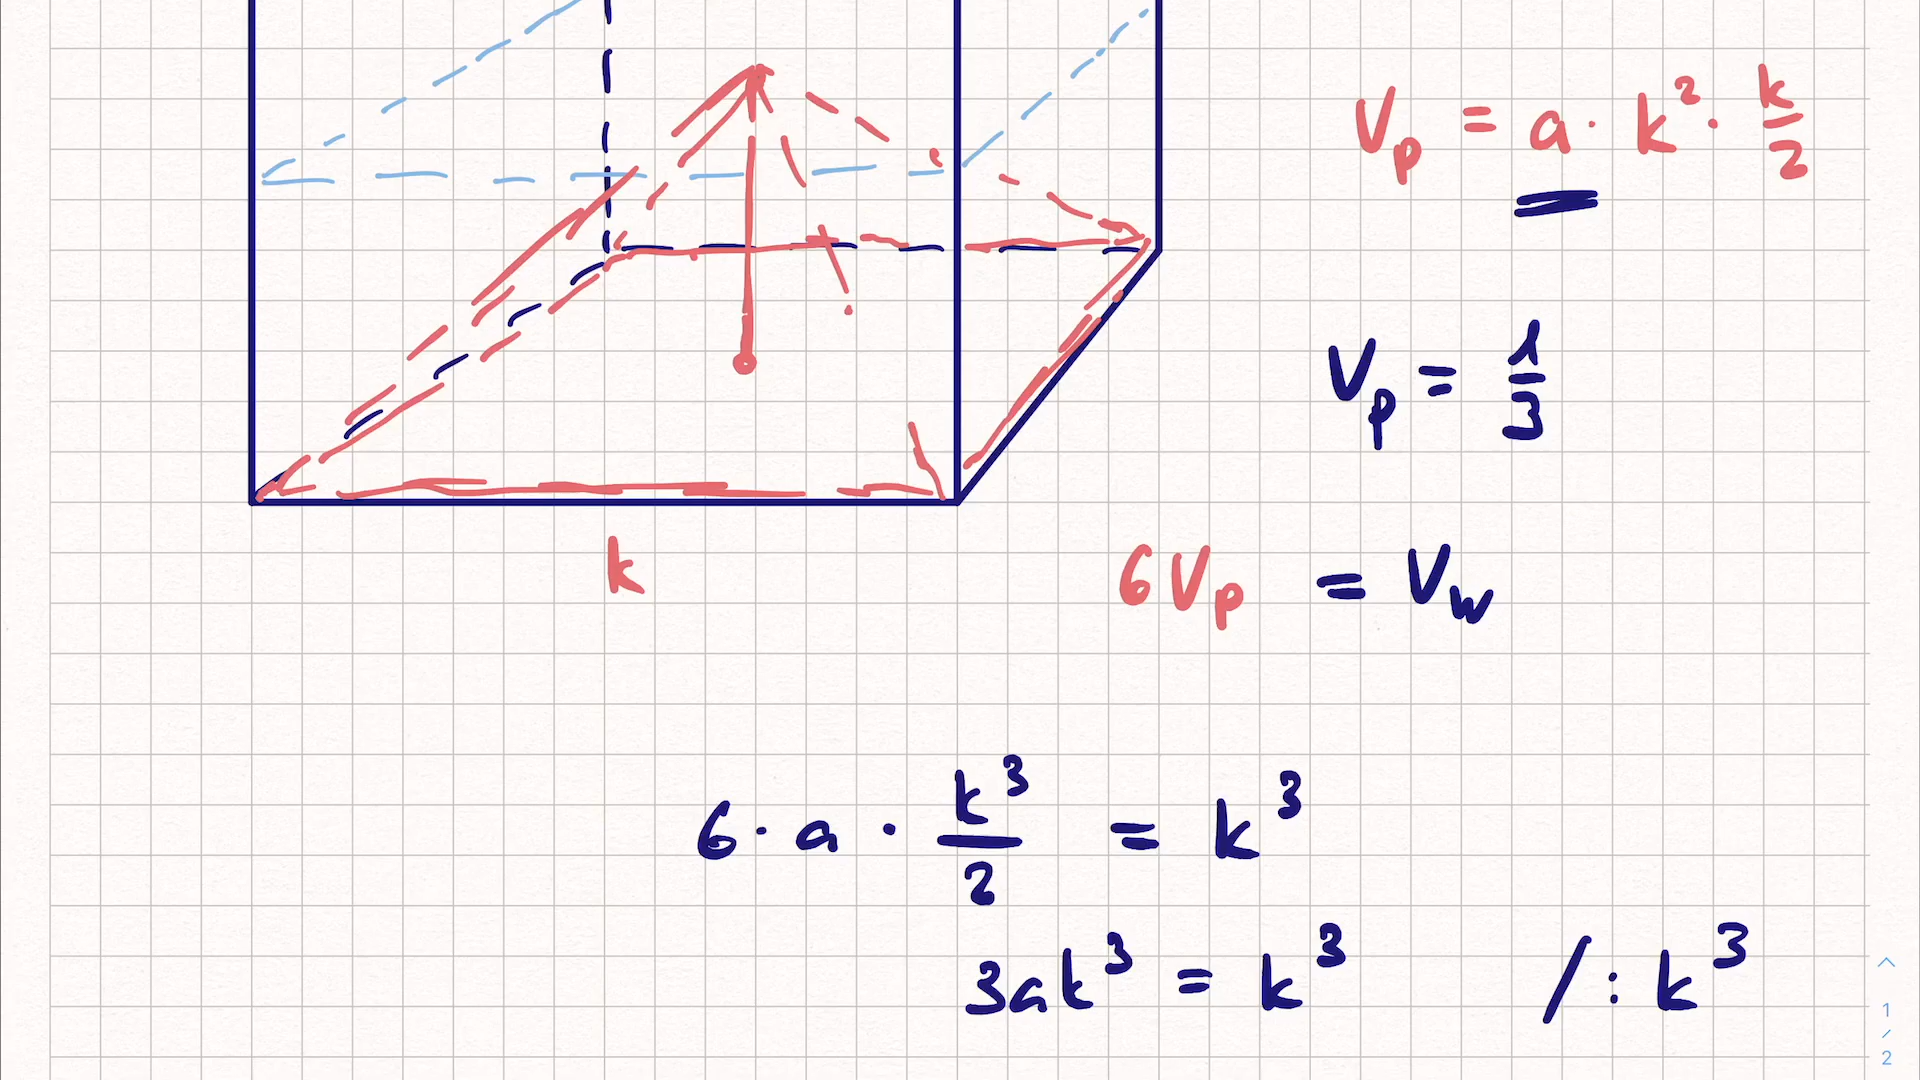 V_p = a · k² · k/2
V_p = 1/3
k
6V_p = V_w
6 · a · k³/2 = k³
3ak³ = k³ / : k³
1/2